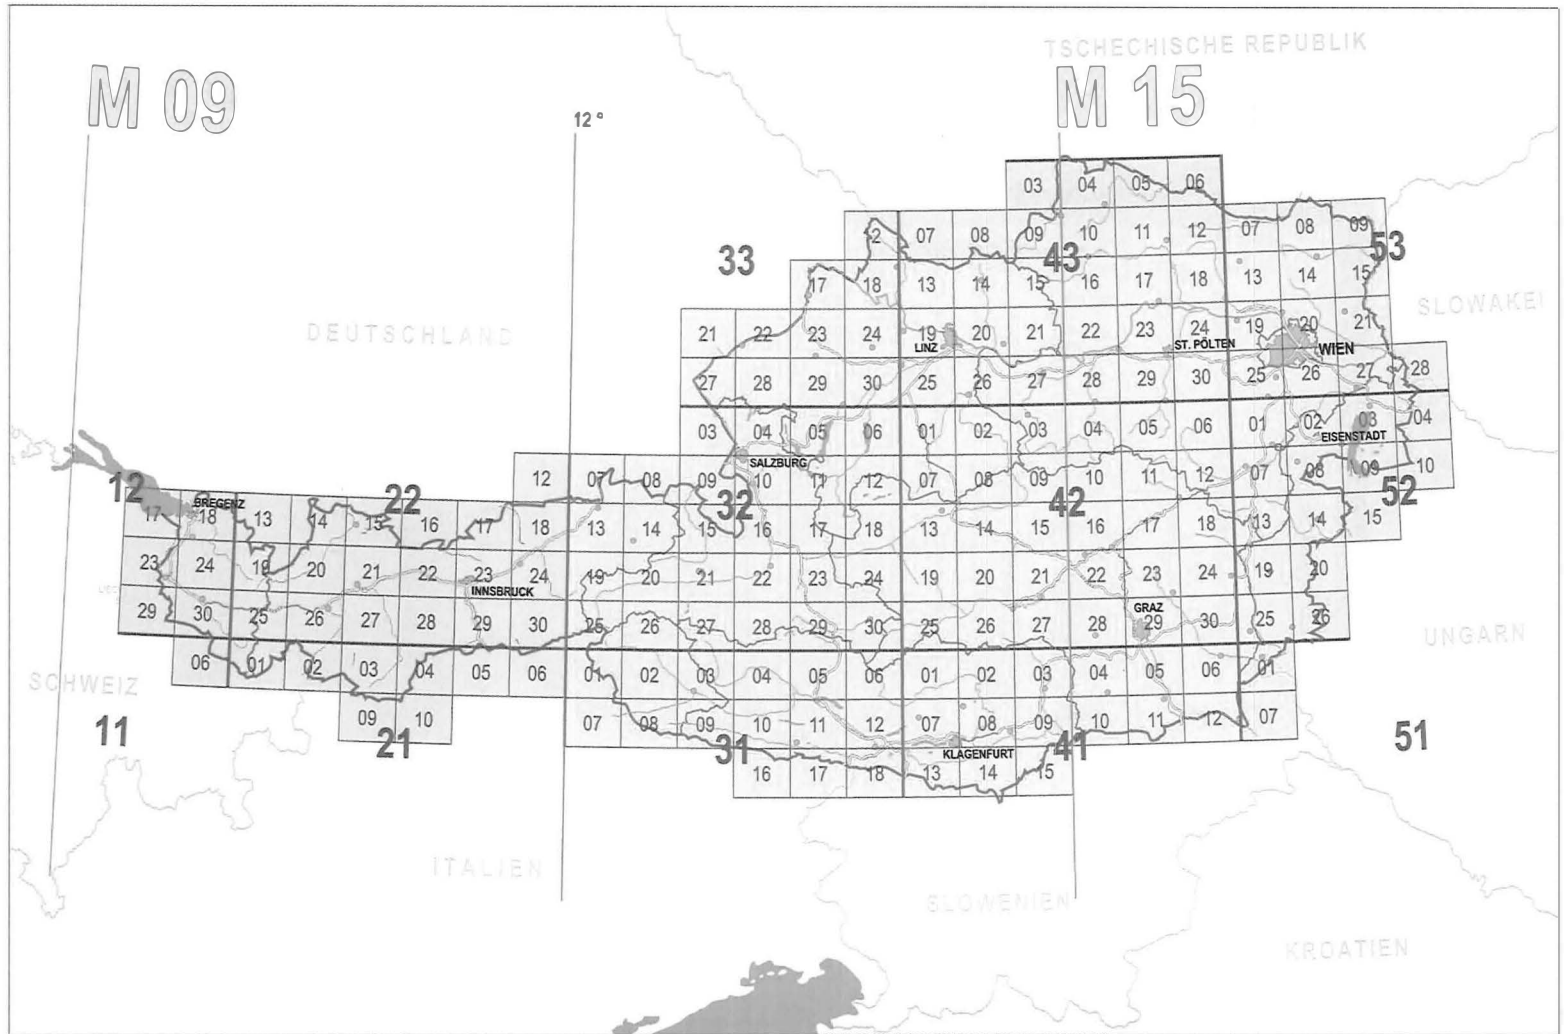 TSCHECHISCHE REPUBLIK
M 09
M 15
12 °
03 04 05 06
2 07 08 09 10 11 12 07 08 09
33 43 53
17 18 13 14 15 16 17 18 13 14 15
SLOWAKEI
DEUTSCHLAND
21 22 23 24 19 20 21 22 23 24 19 20 21
LINZ ST. PÖLTEN WIEN
27 28 29 30 25 26 27 28 29 30 25 26 27 28
03 04 05 06 01 02 03 04 05 06 01 02 03 04
EISENSTADT
SALZBURG
12 07 08 09 10 11 12 07 08 09 10 11 12 07 08 09 10
12 22 32 42 52
BREGENZ
17 18 13 14 15 16 17 18 13 14 15 16 17 18 13 14 15 16 17 18 13 14 15
23 24 19 20 21 22 23 24 19 20 21 22 23 24 19 20 21 22 23 24 19 20
INNSBRUCK
GRAZ
29 30 25 26 27 28 29 30 25 26 27 28 29 30 25 26 27 28 29 30 25 26
UNGARN
06 01 02 03 04 05 06 01 02 03 04 05 06 01 02 03 04 05 06 01
SCHWEIZ
09 10 07 08 09 10 11 12 07 08 09 10 11 12 07
11 21 31 41 51
KLAGENFURT
16 17 18 13 14 15
ITALIEN
SLOWENIEN
KROATIEN